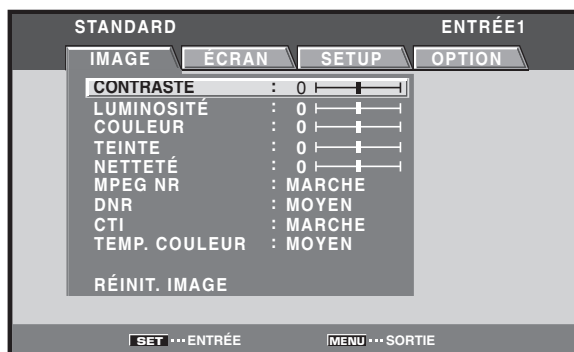 STANDARD ENTRÉE1
IMAGE ÉCRAN SETUP OPTION
CONTRASTE : 0
LUMINOSITÉ : 0
COULEUR : 0
TEINTE : 0
NETTETÉ : 0
MPEG NR : MARCHE
DNR : MOYEN
CTI : MARCHE
TEMP. COULEUR : MOYEN
RÉINIT. IMAGE
SET ··· ENTRÉE MENU ··· SORTIE